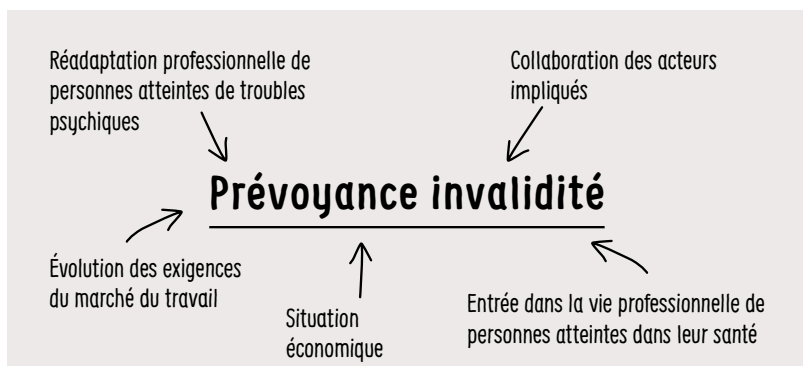 Réadaptation professionnelle de
personnes atteintes de troubles
psychiques
Collaboration des acteurs
impliqués
Prévoyance invalidité
Évolution des exigences
du marché du travail
Situation
économique
Entrée dans la vie professionnelle de
personnes atteintes dans leur santé